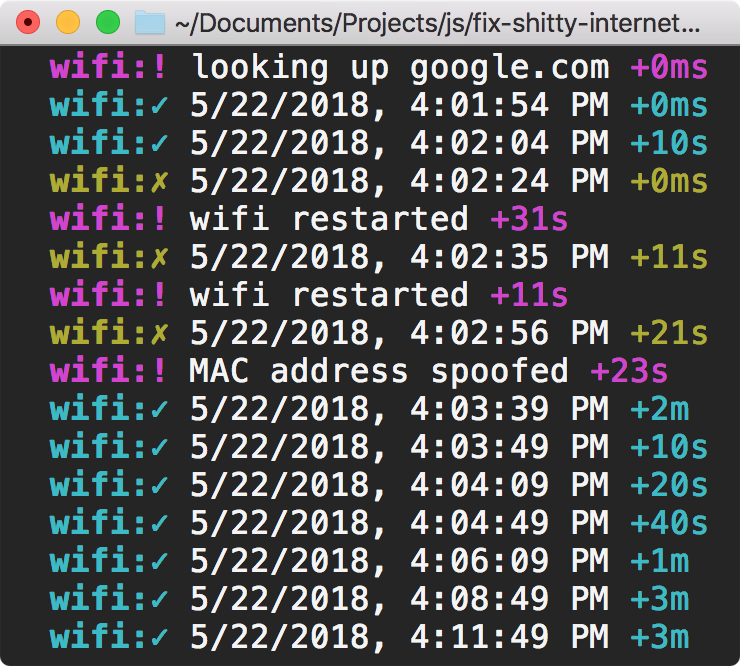 ~/Documents/Projects/js/fix-shitty-internet...
wifi:! looking up google.com +0ms
wifi:✓ 5/22/2018, 4:01:54 PM +0ms
wifi:✓ 5/22/2018, 4:02:04 PM +10s
wifi:✗ 5/22/2018, 4:02:24 PM +0ms
wifi:! wifi restarted +31s
wifi:✗ 5/22/2018, 4:02:35 PM +11s
wifi:! wifi restarted +11s
wifi:✗ 5/22/2018, 4:02:56 PM +21s
wifi:! MAC address spoofed +23s
wifi:✓ 5/22/2018, 4:03:39 PM +2m
wifi:✓ 5/22/2018, 4:03:49 PM +10s
wifi:✓ 5/22/2018, 4:04:09 PM +20s
wifi:✓ 5/22/2018, 4:04:49 PM +40s
wifi:✓ 5/22/2018, 4:06:09 PM +1m
wifi:✓ 5/22/2018, 4:08:49 PM +3m
wifi:✓ 5/22/2018, 4:11:49 PM +3m